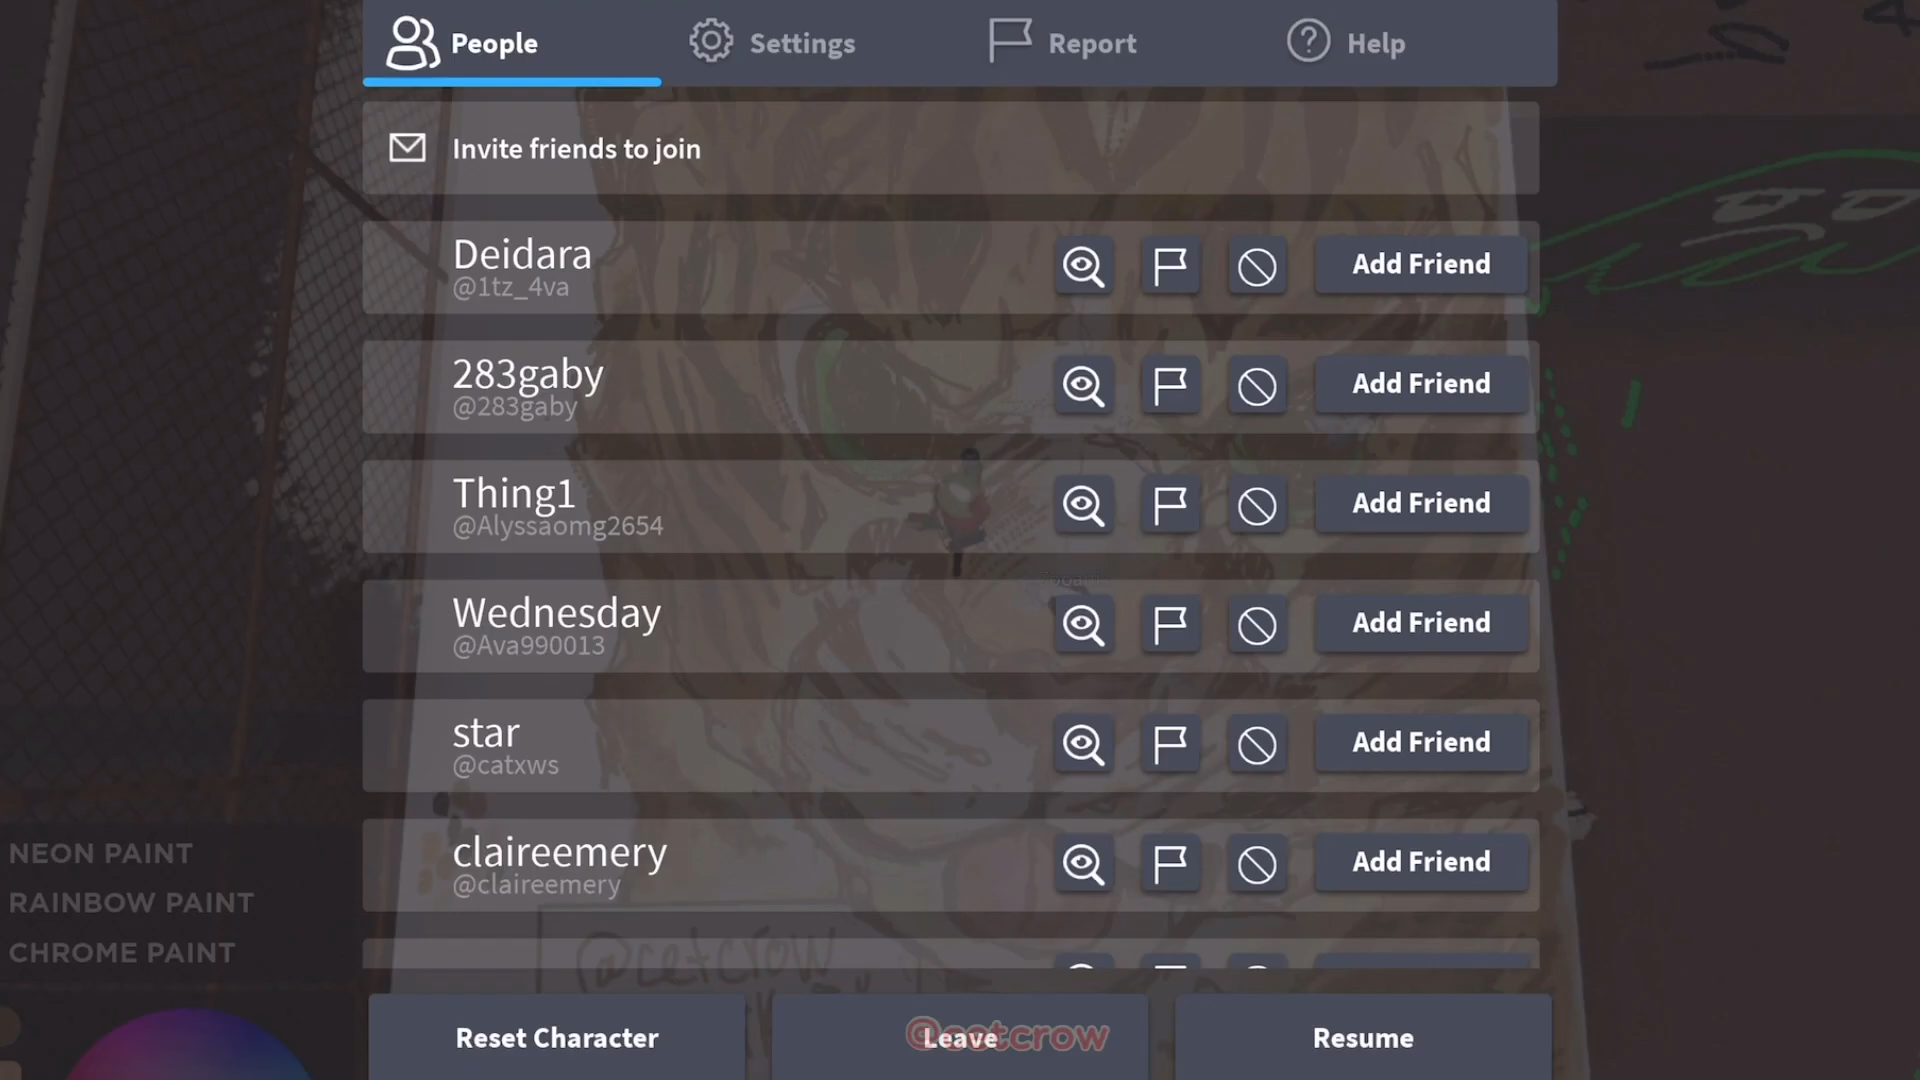 People
Settings
Report
Help
Invite friends to join
Deidara
@1tz_4va
Add Friend
283gaby
@283gaby
Add Friend
Thing1
@Alyssaomg2654
Add Friend
Wednesday
@Ava990013
Add Friend
star
@catxws
Add Friend
claireemery
@claireemery
Add Friend
NEON PAINT
RAINBOW PAINT
CHROME PAINT
@cetcrow
Reset Character
Leave
@cetcrow
Resume